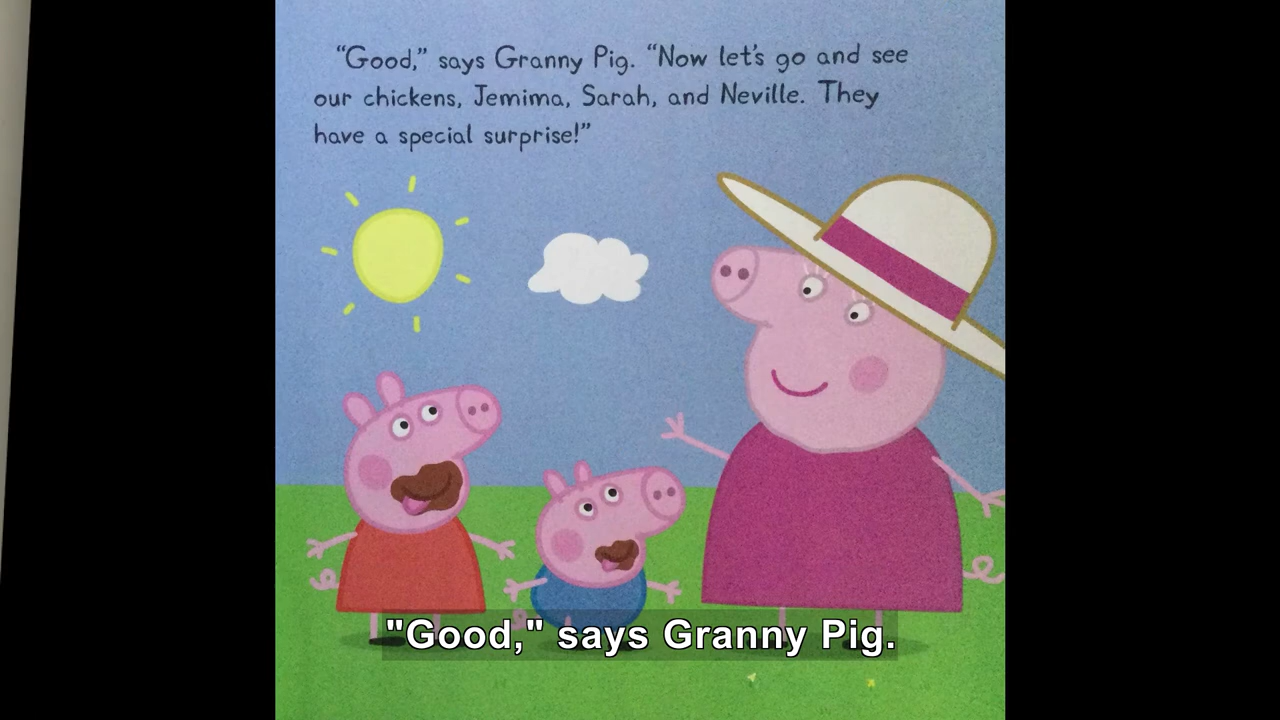 “Good,” says Granny Pig. “Now let’s go and see
our chickens, Jemima, Sarah, and Neville. They
have a special surprise!”
"Good," says Granny Pig.